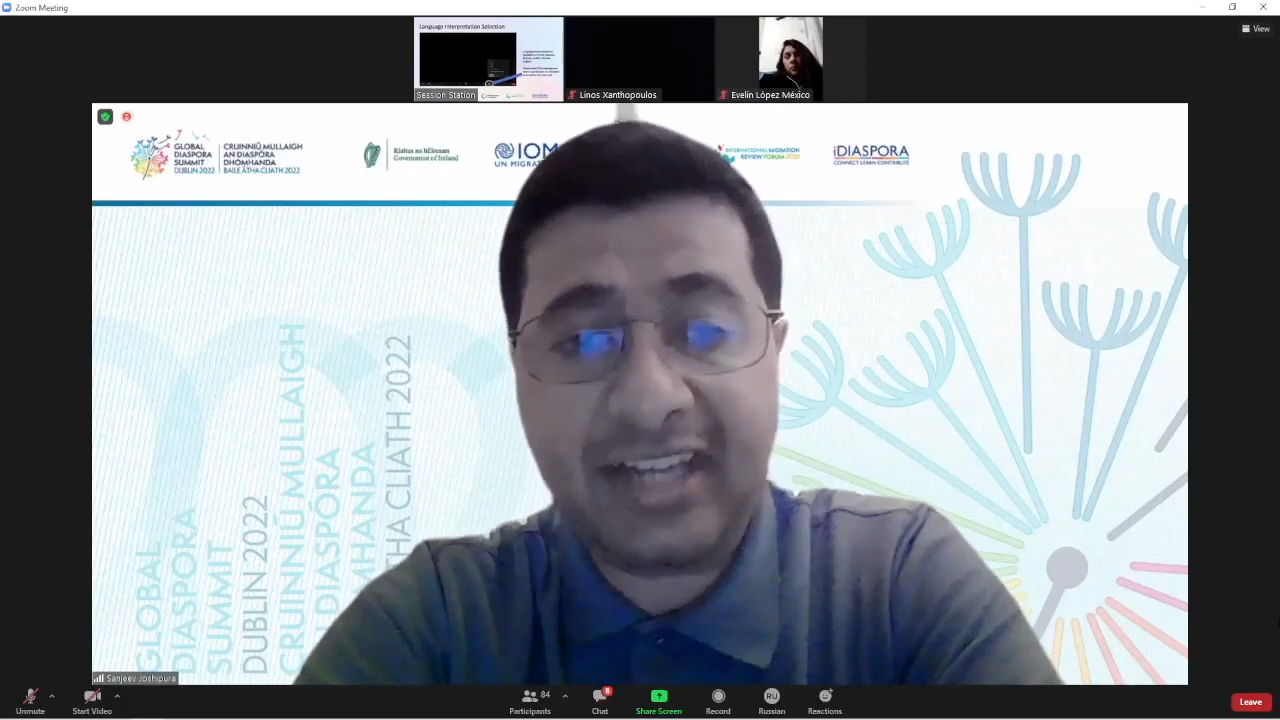 Zoom Meeting
Language Interpretation Selection
Session Station
Linos Xanthopoulos
Evelin López México
View
GLOBAL
DIASPORA
SUMMIT
DUBLIN 2022
CRUINNIÚ MULLAIGH
AN DIASPÓRA
DHOMHANDA
BAILE ÁTHA CLIATH 2022
Rialtas na hÉireann
Government of Ireland
IOM
UN MIGRA
INTERNATIONAL MIGRATION
REVIEW FORUM 2022
iDIASPORA
CONNECT LEARN CONTRIBUTE
GLOBAL
DIASPORA
SUMMIT
DUBLIN 2022
CRUINNIÚ MULLAIGH
DIASPÓRA
MHANDA
THA CLIATH 2022
Sanjeev Joshipura
Unmute
Start Video
84
Participants
8
Chat
Share Screen
Record
RU
Russian
Reactions
Leave